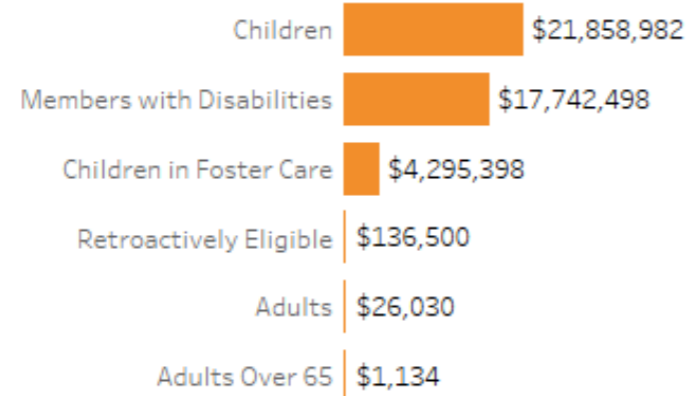 Children $21,858,982
Members with Disabilities $17,742,498
Children in Foster Care $4,295,398
Retroactively Eligible $136,500
Adults $26,030
Adults Over 65 $1,134